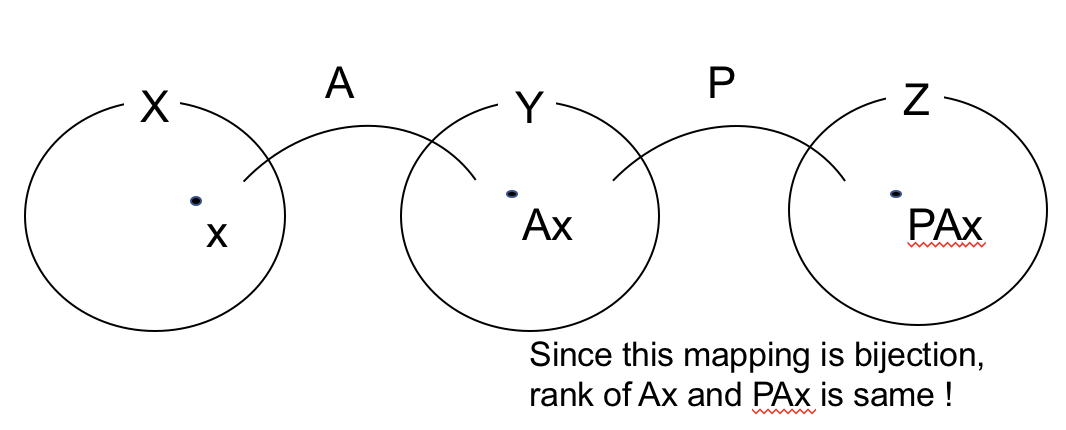 A
P
X
Y
Z
x
Ax
PAx
Since this mapping is bijection,
rank of Ax and PAx is same !